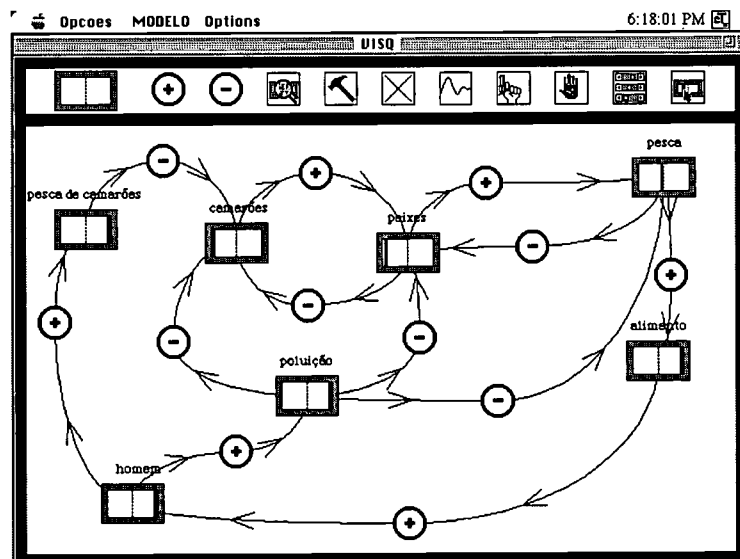 Opcoes MODELO Options 6:18:01 PM
VISQ
+ −
pesca
− +
pesca de camarões
camarões
peixes
+
−
+
+
−
−
−
alimento
poluição
−
+
homem
+